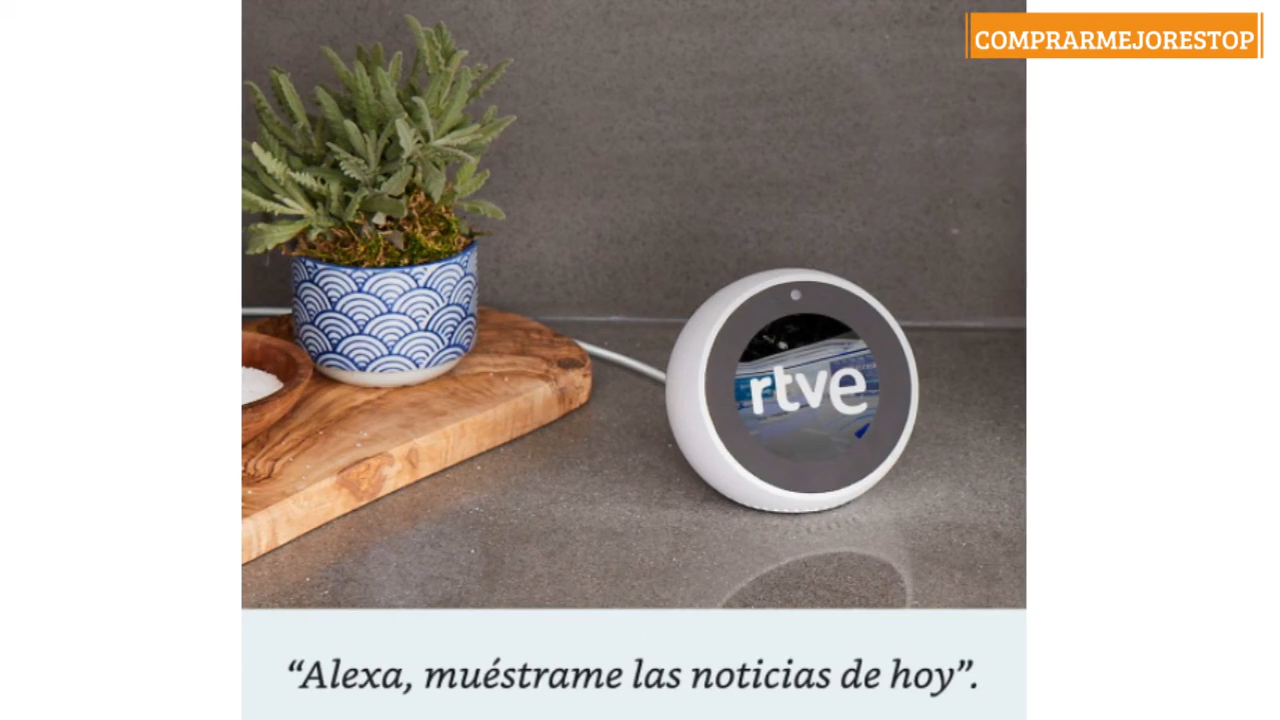 COMPRARMEJORESTOP
rtve
“Alexa, muéstrame las noticias de hoy”.